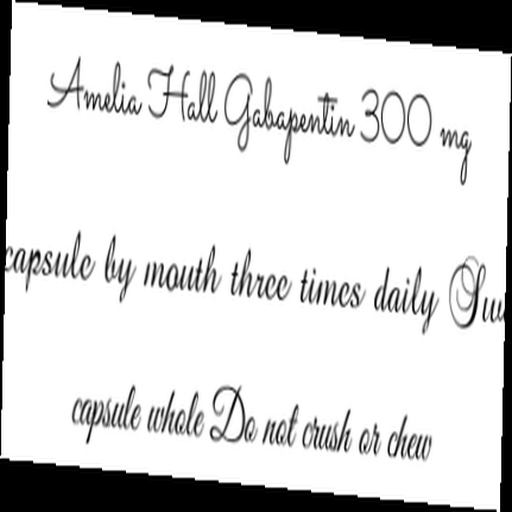 Amelia Hall Gabapentin 300 mg
capsule by mouth three times daily
capsule whole Do not crush or chew